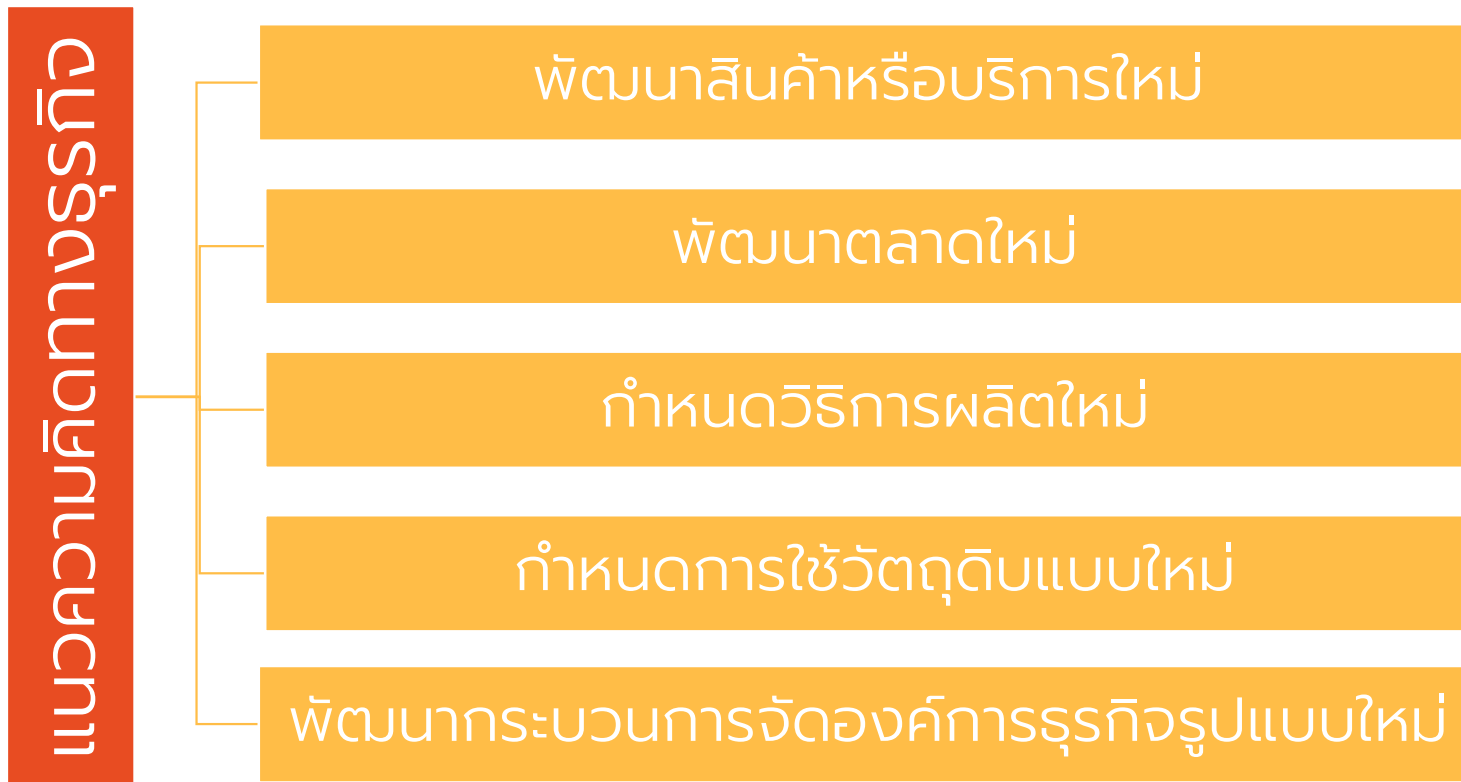 แนวความคิดทางธุรกิจ
พัฒนาสินค้าหรือบริการใหม่
พัฒนาตลาดใหม่
กำหนดวิธิการผลิตใหม่
กำหนดการใช้วัตถุดิบแบบใหม่
พัฒนากระบวนการจัดองค์การธุรกิจรูปแบบใหม่